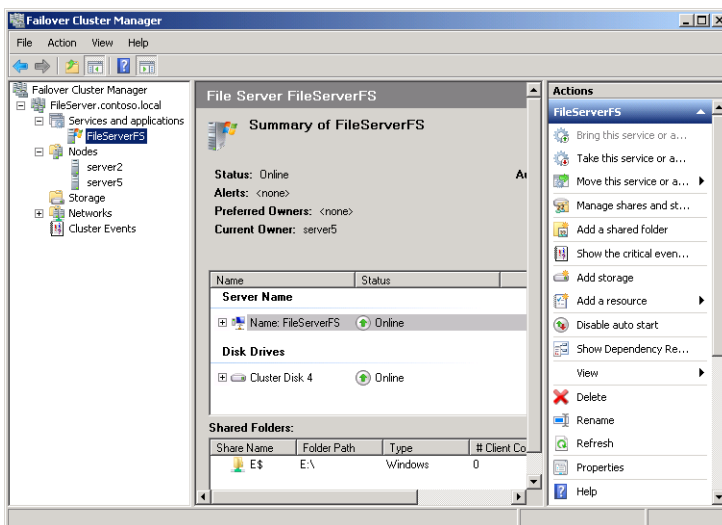 Failover Cluster Manager
File Action View Help
Failover Cluster Manager
FileServer.contoso.local
Services and applications
FileServerFS
Nodes
server2
server5
Storage
Networks
Cluster Events
File Server FileServerFS
Summary of FileServerFS
Status: Online
Au
Alerts: <none>
Preferred Owners: <none>
Current Owner: server5
Name Status
Server Name
Name: FileServerFS Online
Disk Drives
Cluster Disk 4 Online
Shared Folders:
Share Name Folder Path Type # Client Co
E$ E:\ Windows 0
Actions
FileServerFS
Bring this service or a...
Take this service or a...
Move this service or a...
Manage shares and st...
Add a shared folder
Show the critical even...
Add storage
Add a resource
Disable auto start
Show Dependency Re...
View
Delete
Rename
Refresh
Properties
Help